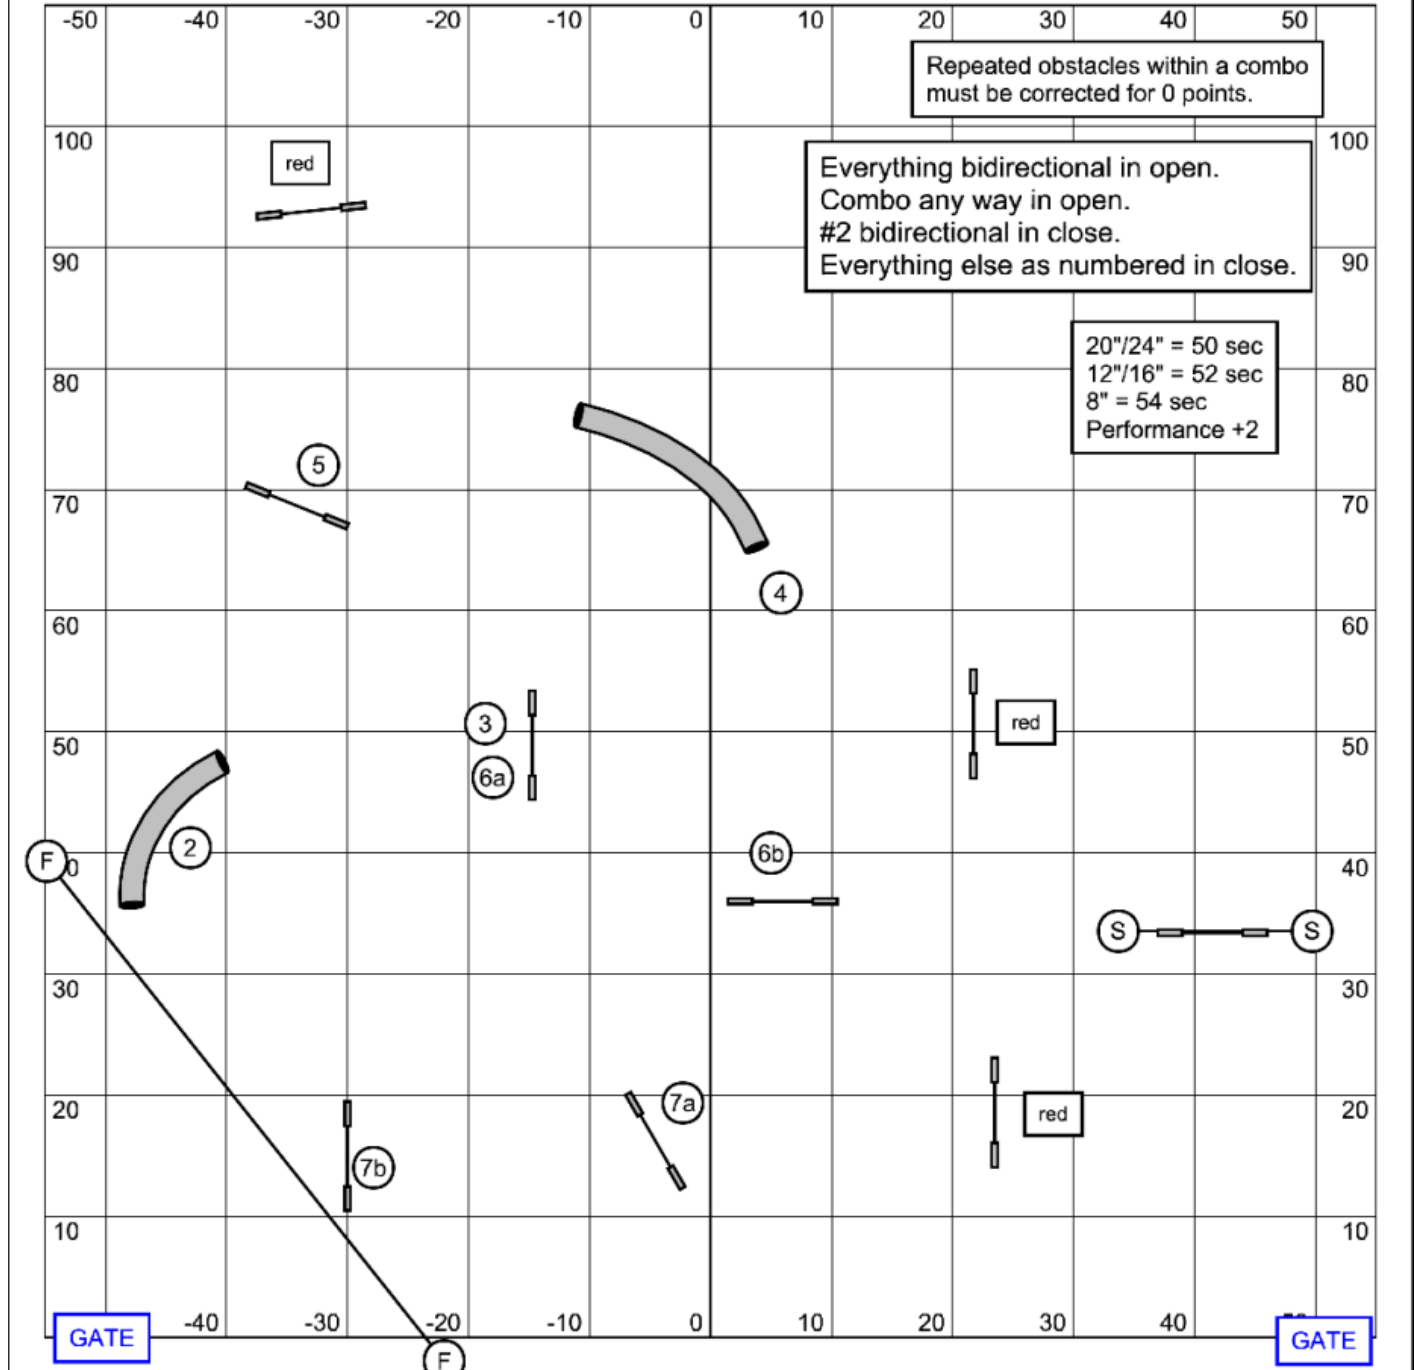 -50 -40 -30 -20 -10 0 10 20 30 40 50
Repeated obstacles within a combo
must be corrected for 0 points.
100 100
red
Everything bidirectional in open.
Combo any way in open.
#2 bidirectional in close.
Everything else as numbered in close.
90 90
20"/24" = 50 sec
12"/16" = 52 sec
8" = 54 sec
Performance +2
80 80
5
70 70
4
60 60
3
red
50 50
6a
2
6b
F 0 40
S S
30 30
7a
20 20
red
7b
10 10
GATE -40 -30 -20 -10 0 10 20 30 40
GATE
F